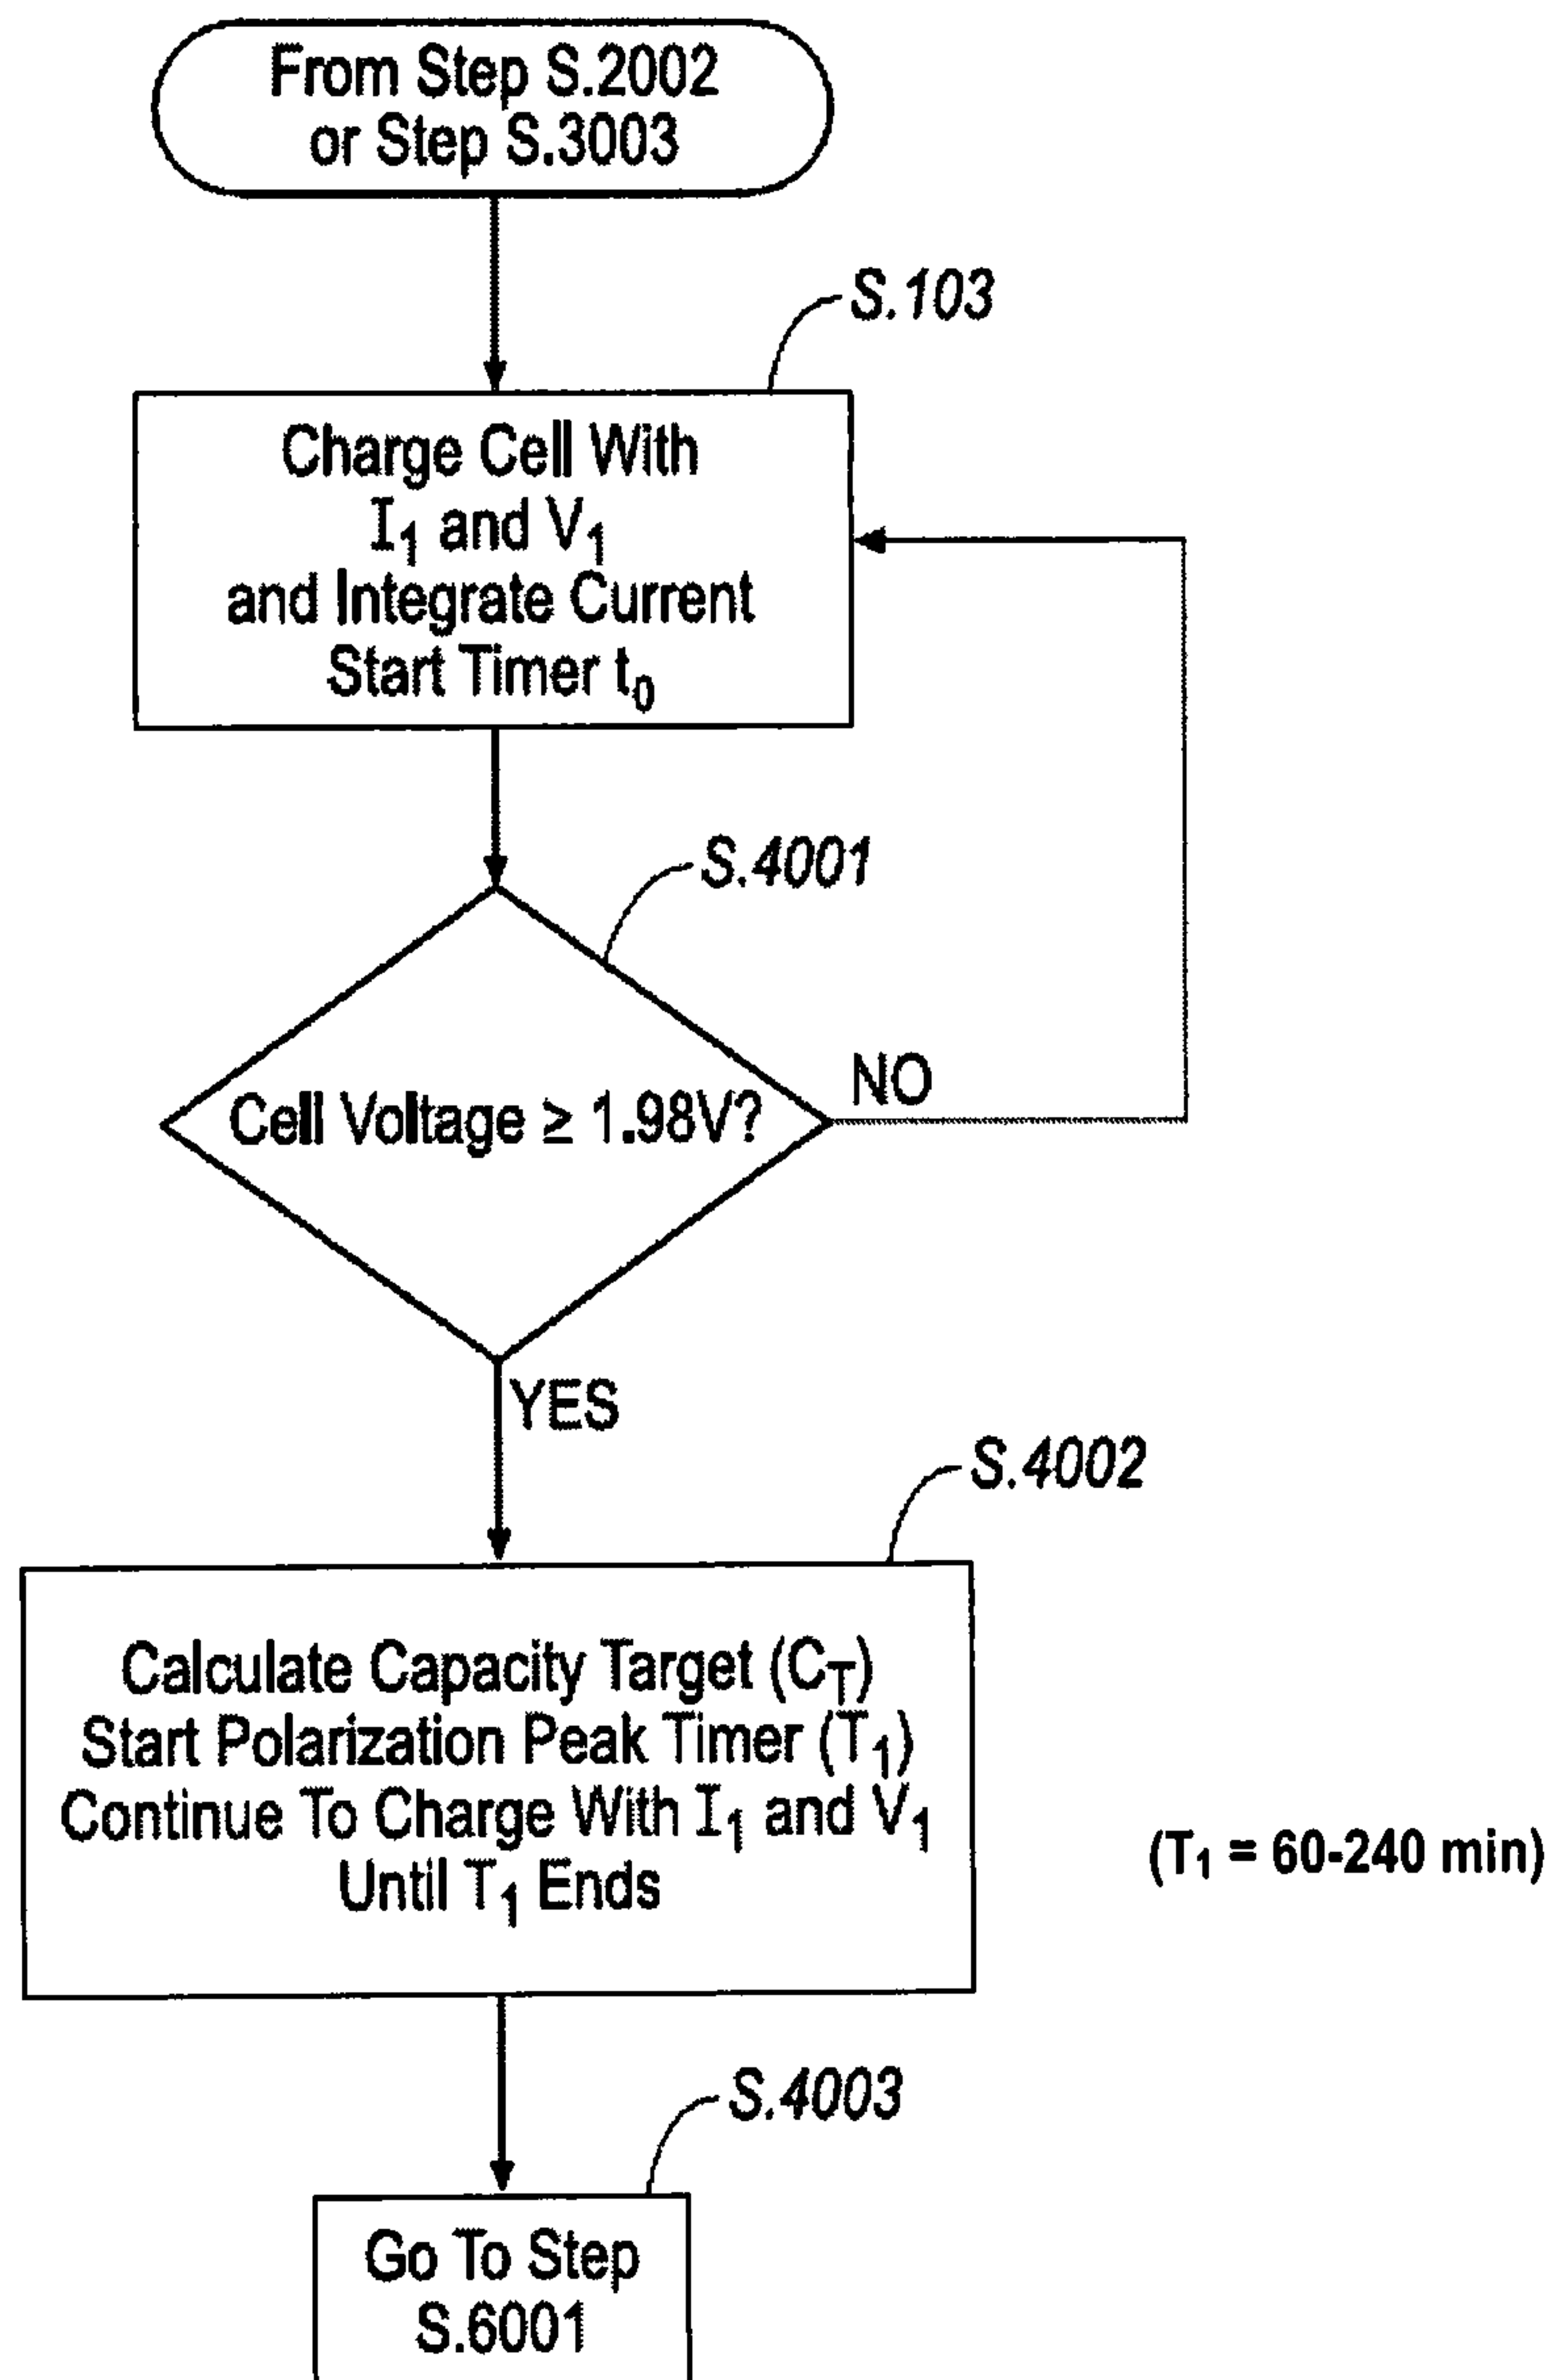 From Step S.2002
or Step S.3003
S.103
Charge Cell With
I₁ and V₁
and Integrate Current
Start Timer t₀
S.4001
Cell Voltage ≥ 1.98V?
NO
YES
S.4002
Calculate Capacity Target (C_T)
Start Polarization Peak Timer (T₁)
Continue To Charge With I₁ and V₁
Until T₁ Ends
(T₁ = 60-240 min)
S.4003
Go To Step
S.6001